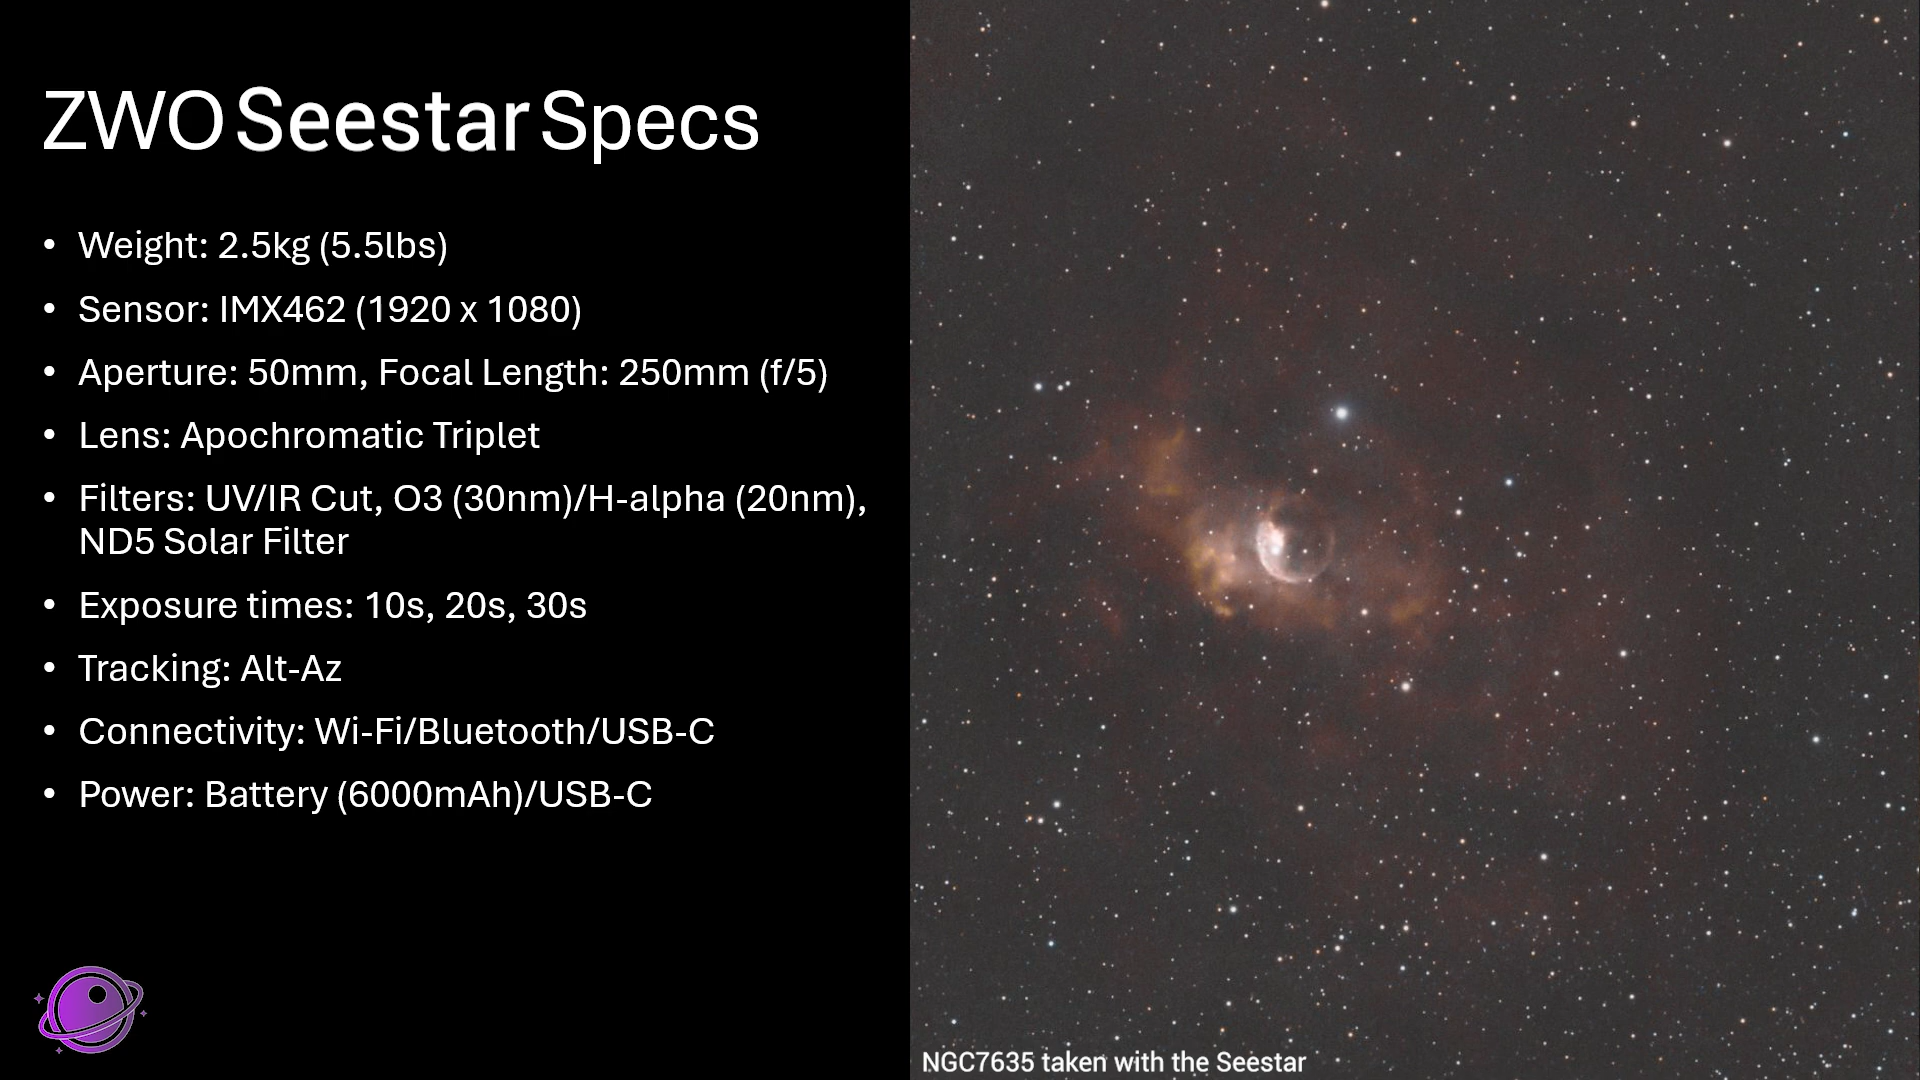 ZWO Seestar Specs
• Weight: 2.5kg (5.5lbs)
• Sensor: IMX462 (1920 x 1080)
• Aperture: 50mm, Focal Length: 250mm (f/5)
• Lens: Apochromatic Triplet
• Filters: UV/IR Cut, O3 (30nm)/H-alpha (20nm),
ND5 Solar Filter
• Exposure times: 10s, 20s, 30s
• Tracking: Alt-Az
• Connectivity: Wi-Fi/Bluetooth/USB-C
• Power: Battery (6000mAh)/USB-C
NGC7635 taken with the Seestar